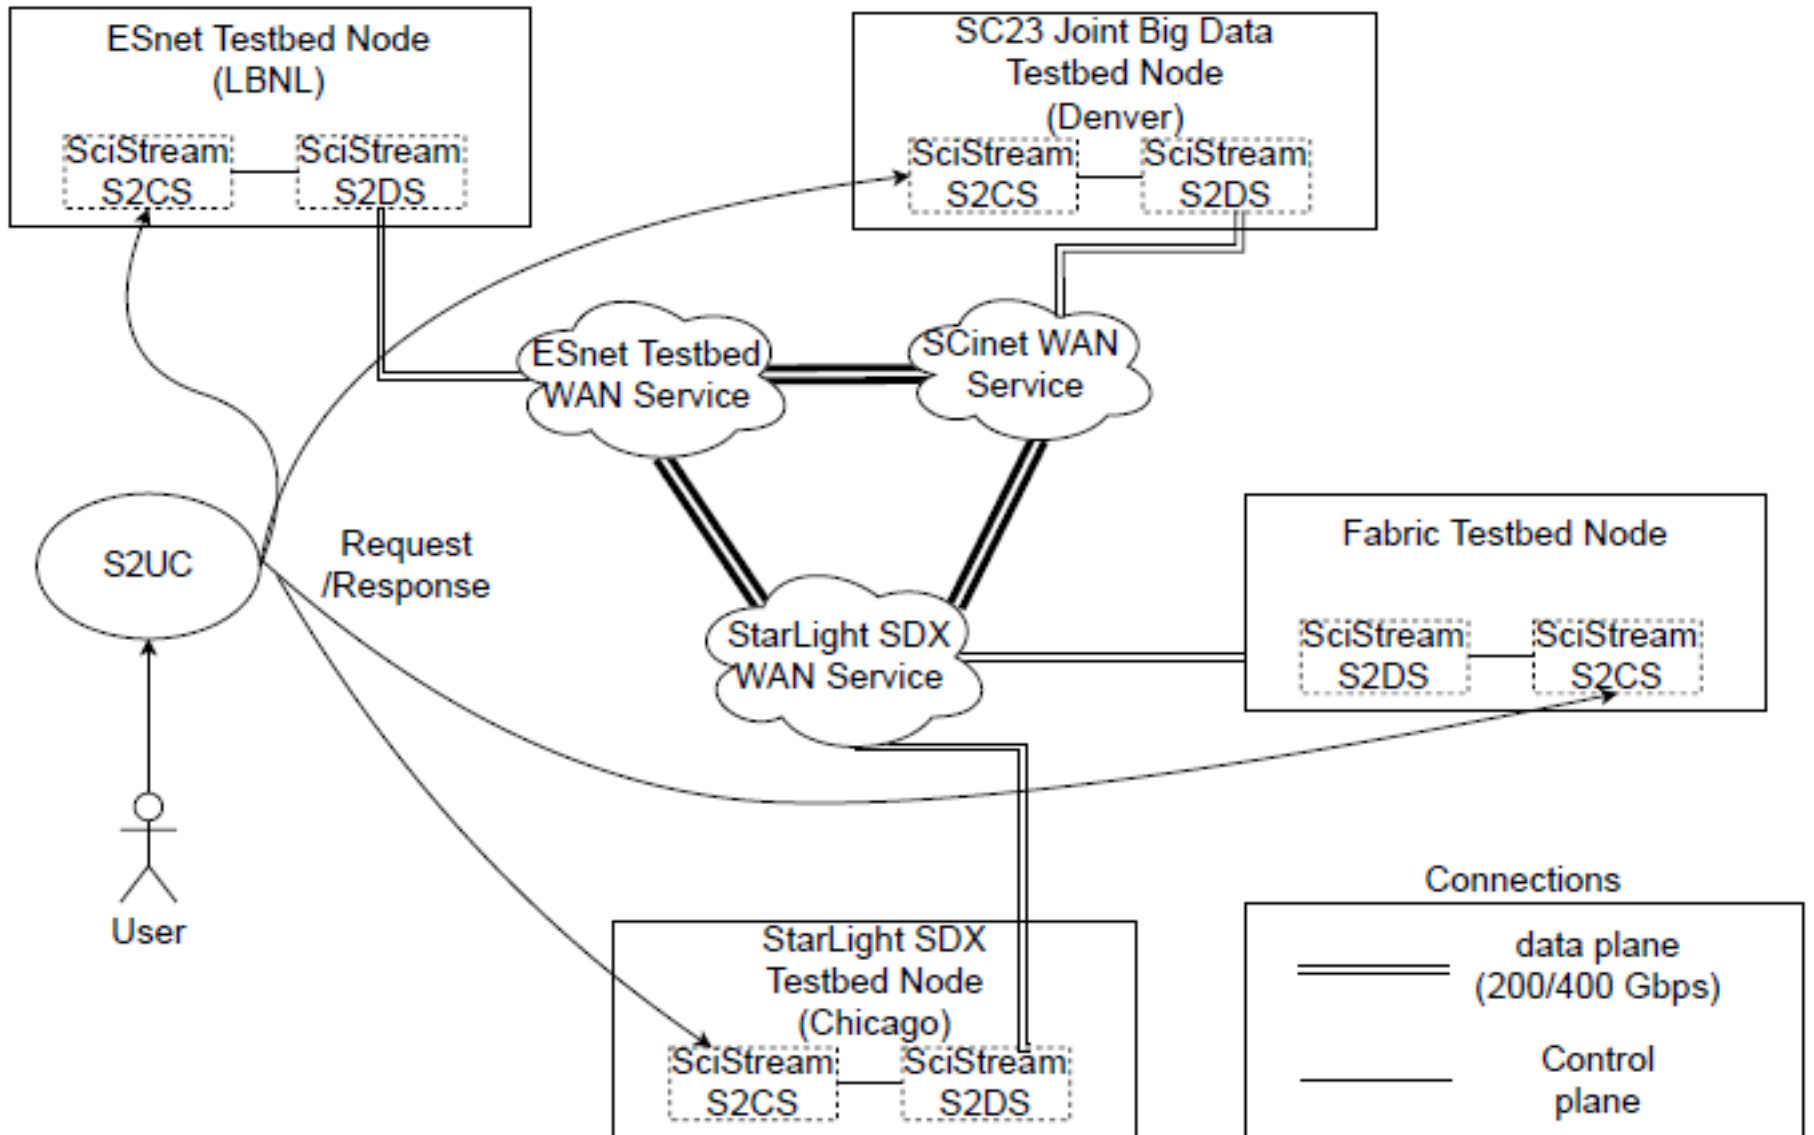 ESnet Testbed Node
(LBNL)
SciStream
S2CS
SciStream
S2DS
SC23 Joint Big Data
Testbed Node
(Denver)
SciStream
S2CS
SciStream
S2DS
ESnet Testbed
WAN Service
SCinet WAN
Service
S2UC
Request
/Response
StarLight SDX
WAN Service
Fabric Testbed Node
SciStream
S2DS
SciStream
S2CS
User
StarLight SDX
Testbed Node
(Chicago)
SciStream
S2CS
SciStream
S2DS
Connections
data plane
(200/400 Gbps)
Control
plane